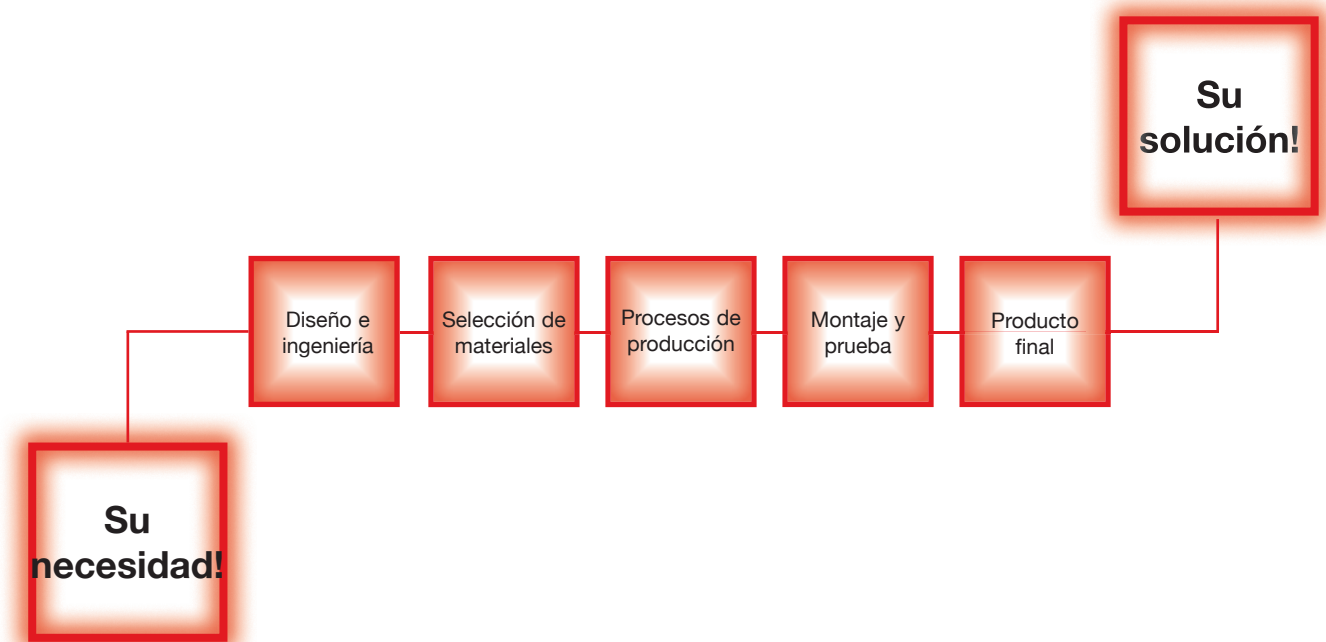 Su
solución!
Diseño e
ingeniería
Selección de
materiales
Procesos de
producción
Montaje y
prueba
Producto
final
Su
necesidad!